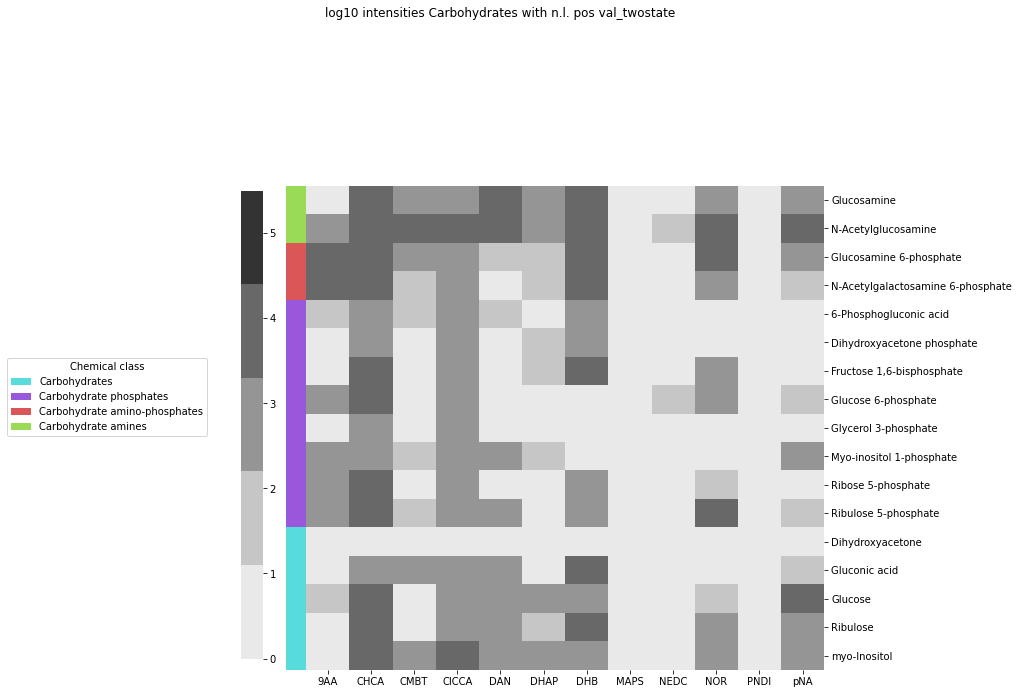 log10 intensities Carbohydrates with n.l. pos val_twostate
Chemical class
Carbohydrates
Carbohydrate phosphates
Carbohydrate amino-phosphates
Carbohydrate amines
5
4
3
2
1
0
Glucosamine
N-Acetylglucosamine
Glucosamine 6-phosphate
N-Acetylgalactosamine 6-phosphate
6-Phosphogluconic acid
Dihydroxyacetone phosphate
Fructose 1,6-bisphosphate
Glucose 6-phosphate
Glycerol 3-phosphate
Myo-inositol 1-phosphate
Ribose 5-phosphate
Ribulose 5-phosphate
Dihydroxyacetone
Gluconic acid
Glucose
Ribulose
myo-Inositol
9AA CHCA CMBT ClCCA DAN DHAP DHB MAPS NEDC NOR PNDI pNA